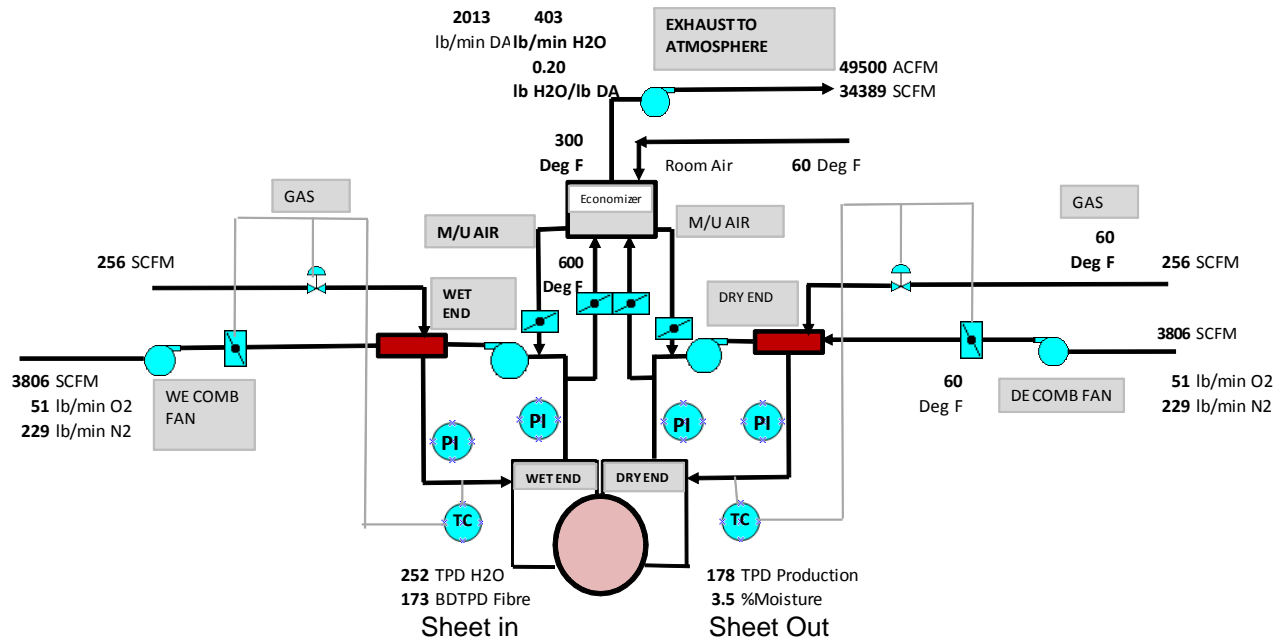 2013 403
lb/min DA lb/min H2O
0.20
lb H2O/lb DA
EXHAUST TO
ATMOSPHERE
49500 ACFM
34389 SCFM
300
Deg F
Room Air 60 Deg F
Economizer
GAS
M/U AIR
M/U AIR
GAS
60
Deg F
256 SCFM
256 SCFM
600
Deg F
WET
END
DRY END
3806 SCFM
51 lb/min O2
229 lb/min N2
WE COMB
FAN
3806 SCFM
51 lb/min O2
229 lb/min N2
60
Deg F
DE COMB FAN
PI
PI
PI
PI
WET END
DRY END
TC
TC
252 TPD H2O
173 BDTPD Fibre
Sheet in
178 TPD Production
3.5 %Moisture
Sheet Out